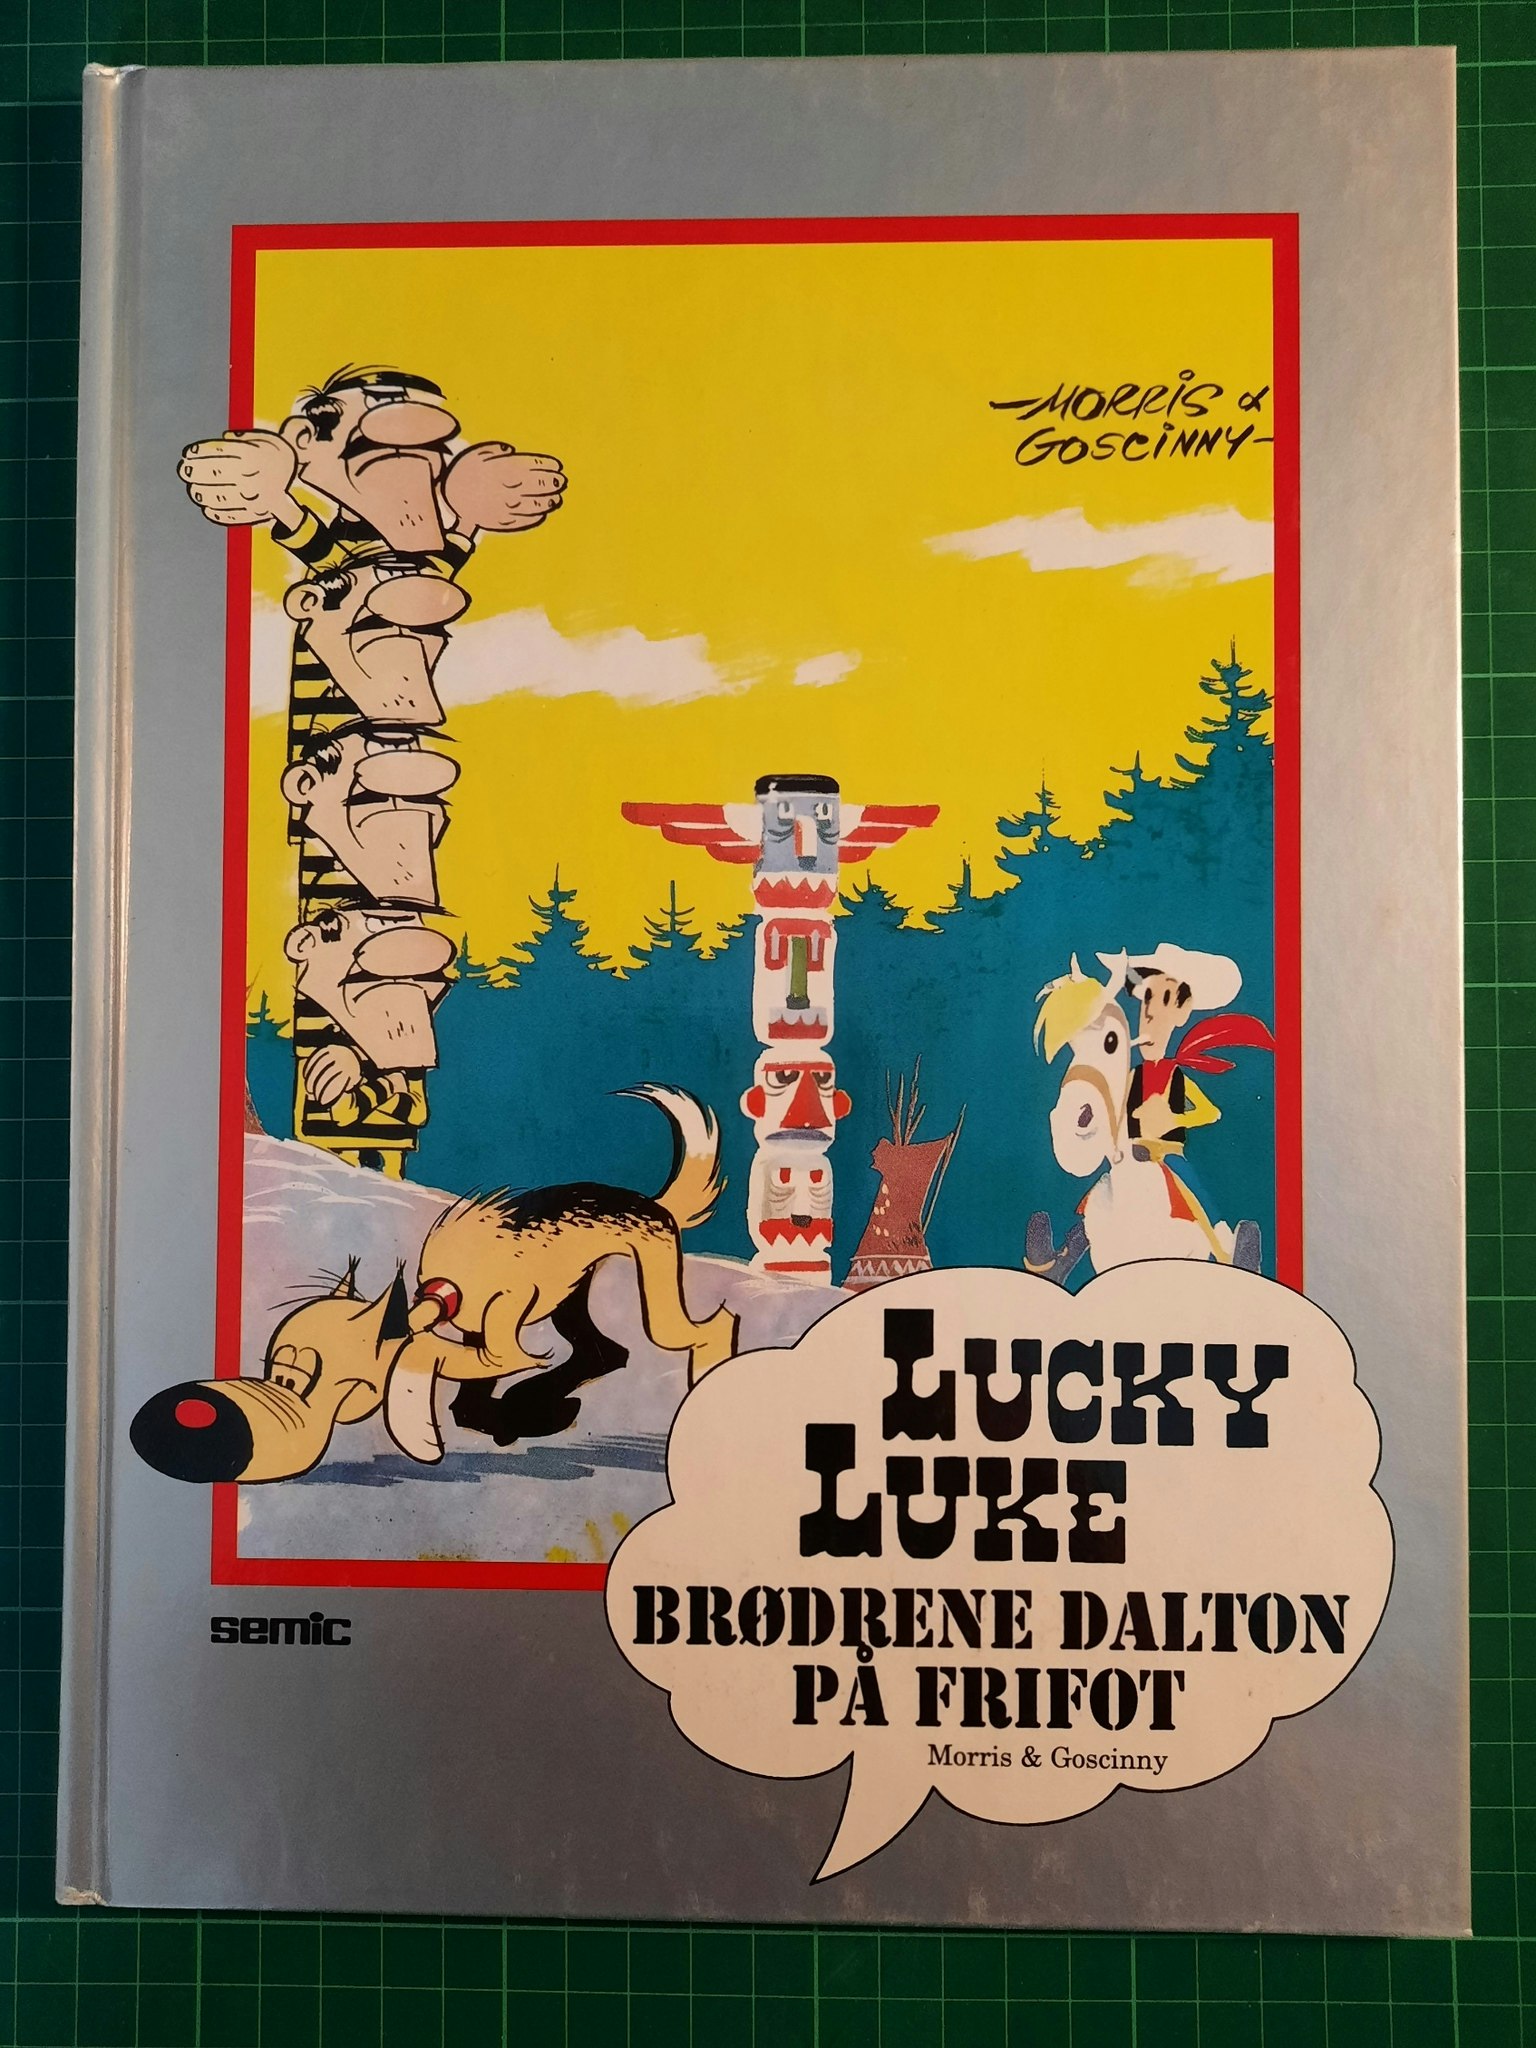 -MORRIS &
GOSCINNY-
LUCKY
LUKE
BRØDRENE DALTON
PÅ FRIFOT
Morris & Goscinny
semic